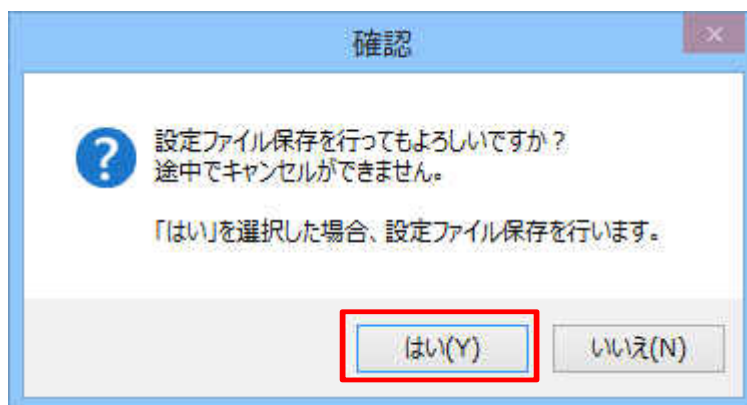 確認
設定ファイル保存を行ってもよろしいですか？
途中でキャンセルができません。
「はい」を選択した場合、設定ファイル保存を行います。
はい(Y)
いいえ(N)